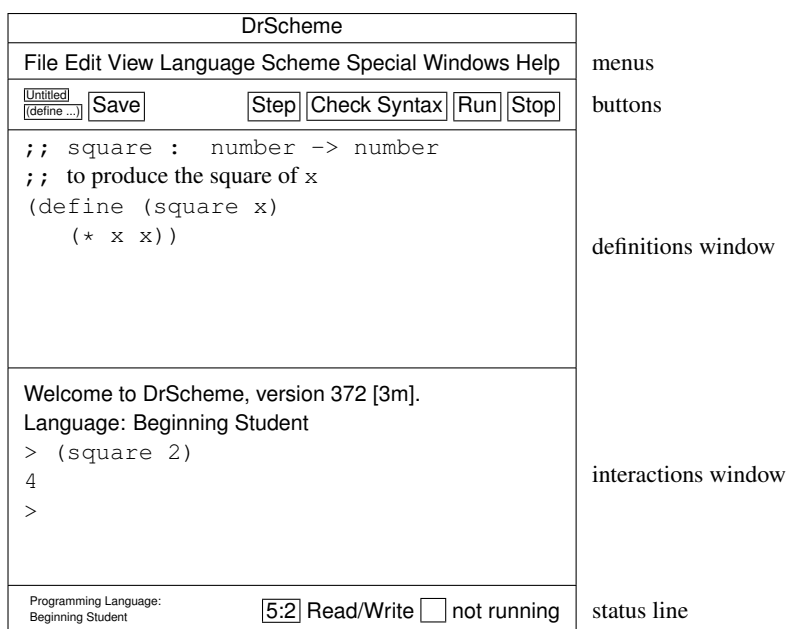 DrScheme
File Edit View Language Scheme Special Windows Help
menus
Untitled
(define ...)
Save Step Check Syntax Run Stop
buttons
;; square : number -> number
;; to produce the square of x
(define (square x)
(* x x))
definitions window
Welcome to DrScheme, version 372 [3m].
Language: Beginning Student
> (square 2)
4
>
interactions window
Programming Language:
Beginning Student
5:2 Read/Write not running
status line